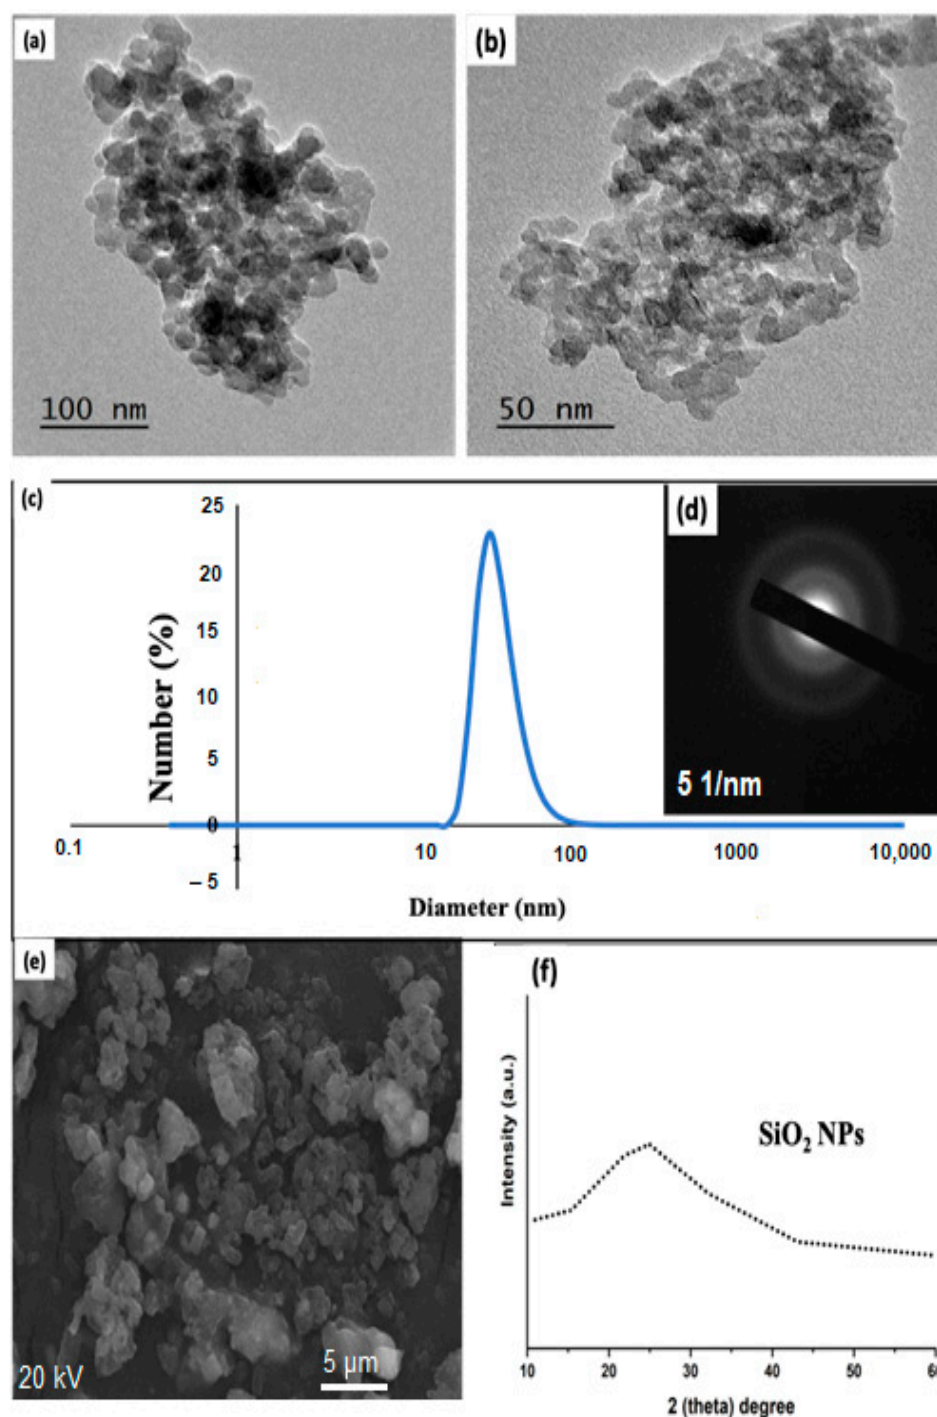 (a)
100 nm
(b)
50 nm
(c)
25
20
15
10
5
0
– 5
Number (%)
0.1
1
10
100
1000
10,000
Diameter (nm)
(d)
5 1/nm
(e)
20 kV
5 µm
(f)
Intensity (a.u.)
SiO₂ NPs
10
20
30
40
50
60
2 (theta) degree